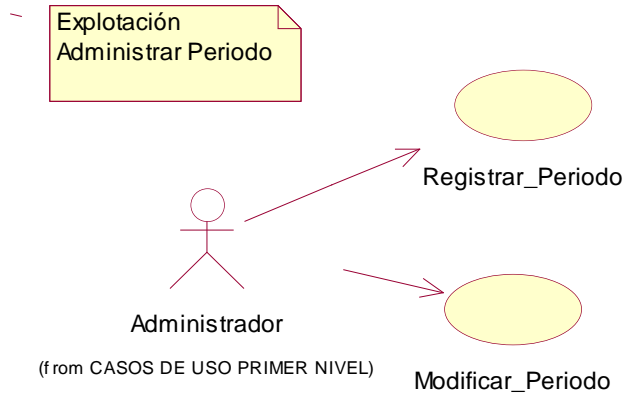 Explotación
Administrar Periodo
Registrar_Periodo
Administrador
(from CASOS DE USO PRIMER NIVEL)
Modificar_Periodo